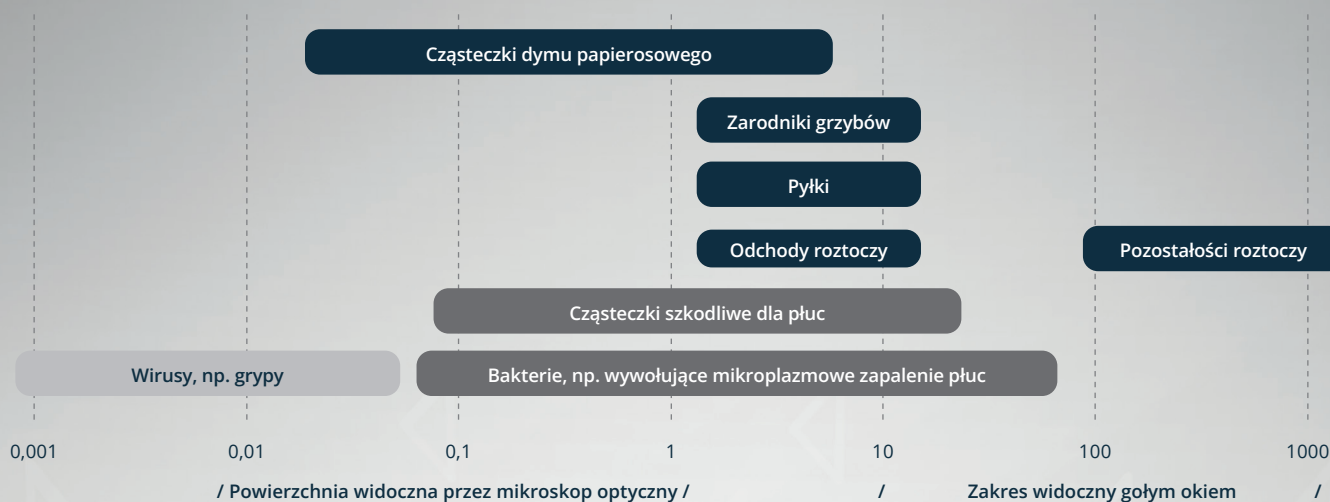 Cząsteczki dymu papierosowego
Zarodniki grzybów
Pyłki
Odchody roztoczy
Pozostałości roztoczy
Cząsteczki szkodliwe dla płuc
Wirusy, np. grypy
Bakterie, np. wywołujące mikroplazmowe zapalenie płuc
0,001 0,01 0,1 1 10 100 1000
/ Powierzchnia widoczna przez mikroskop optyczny / / Zakres widoczny gołym okiem /